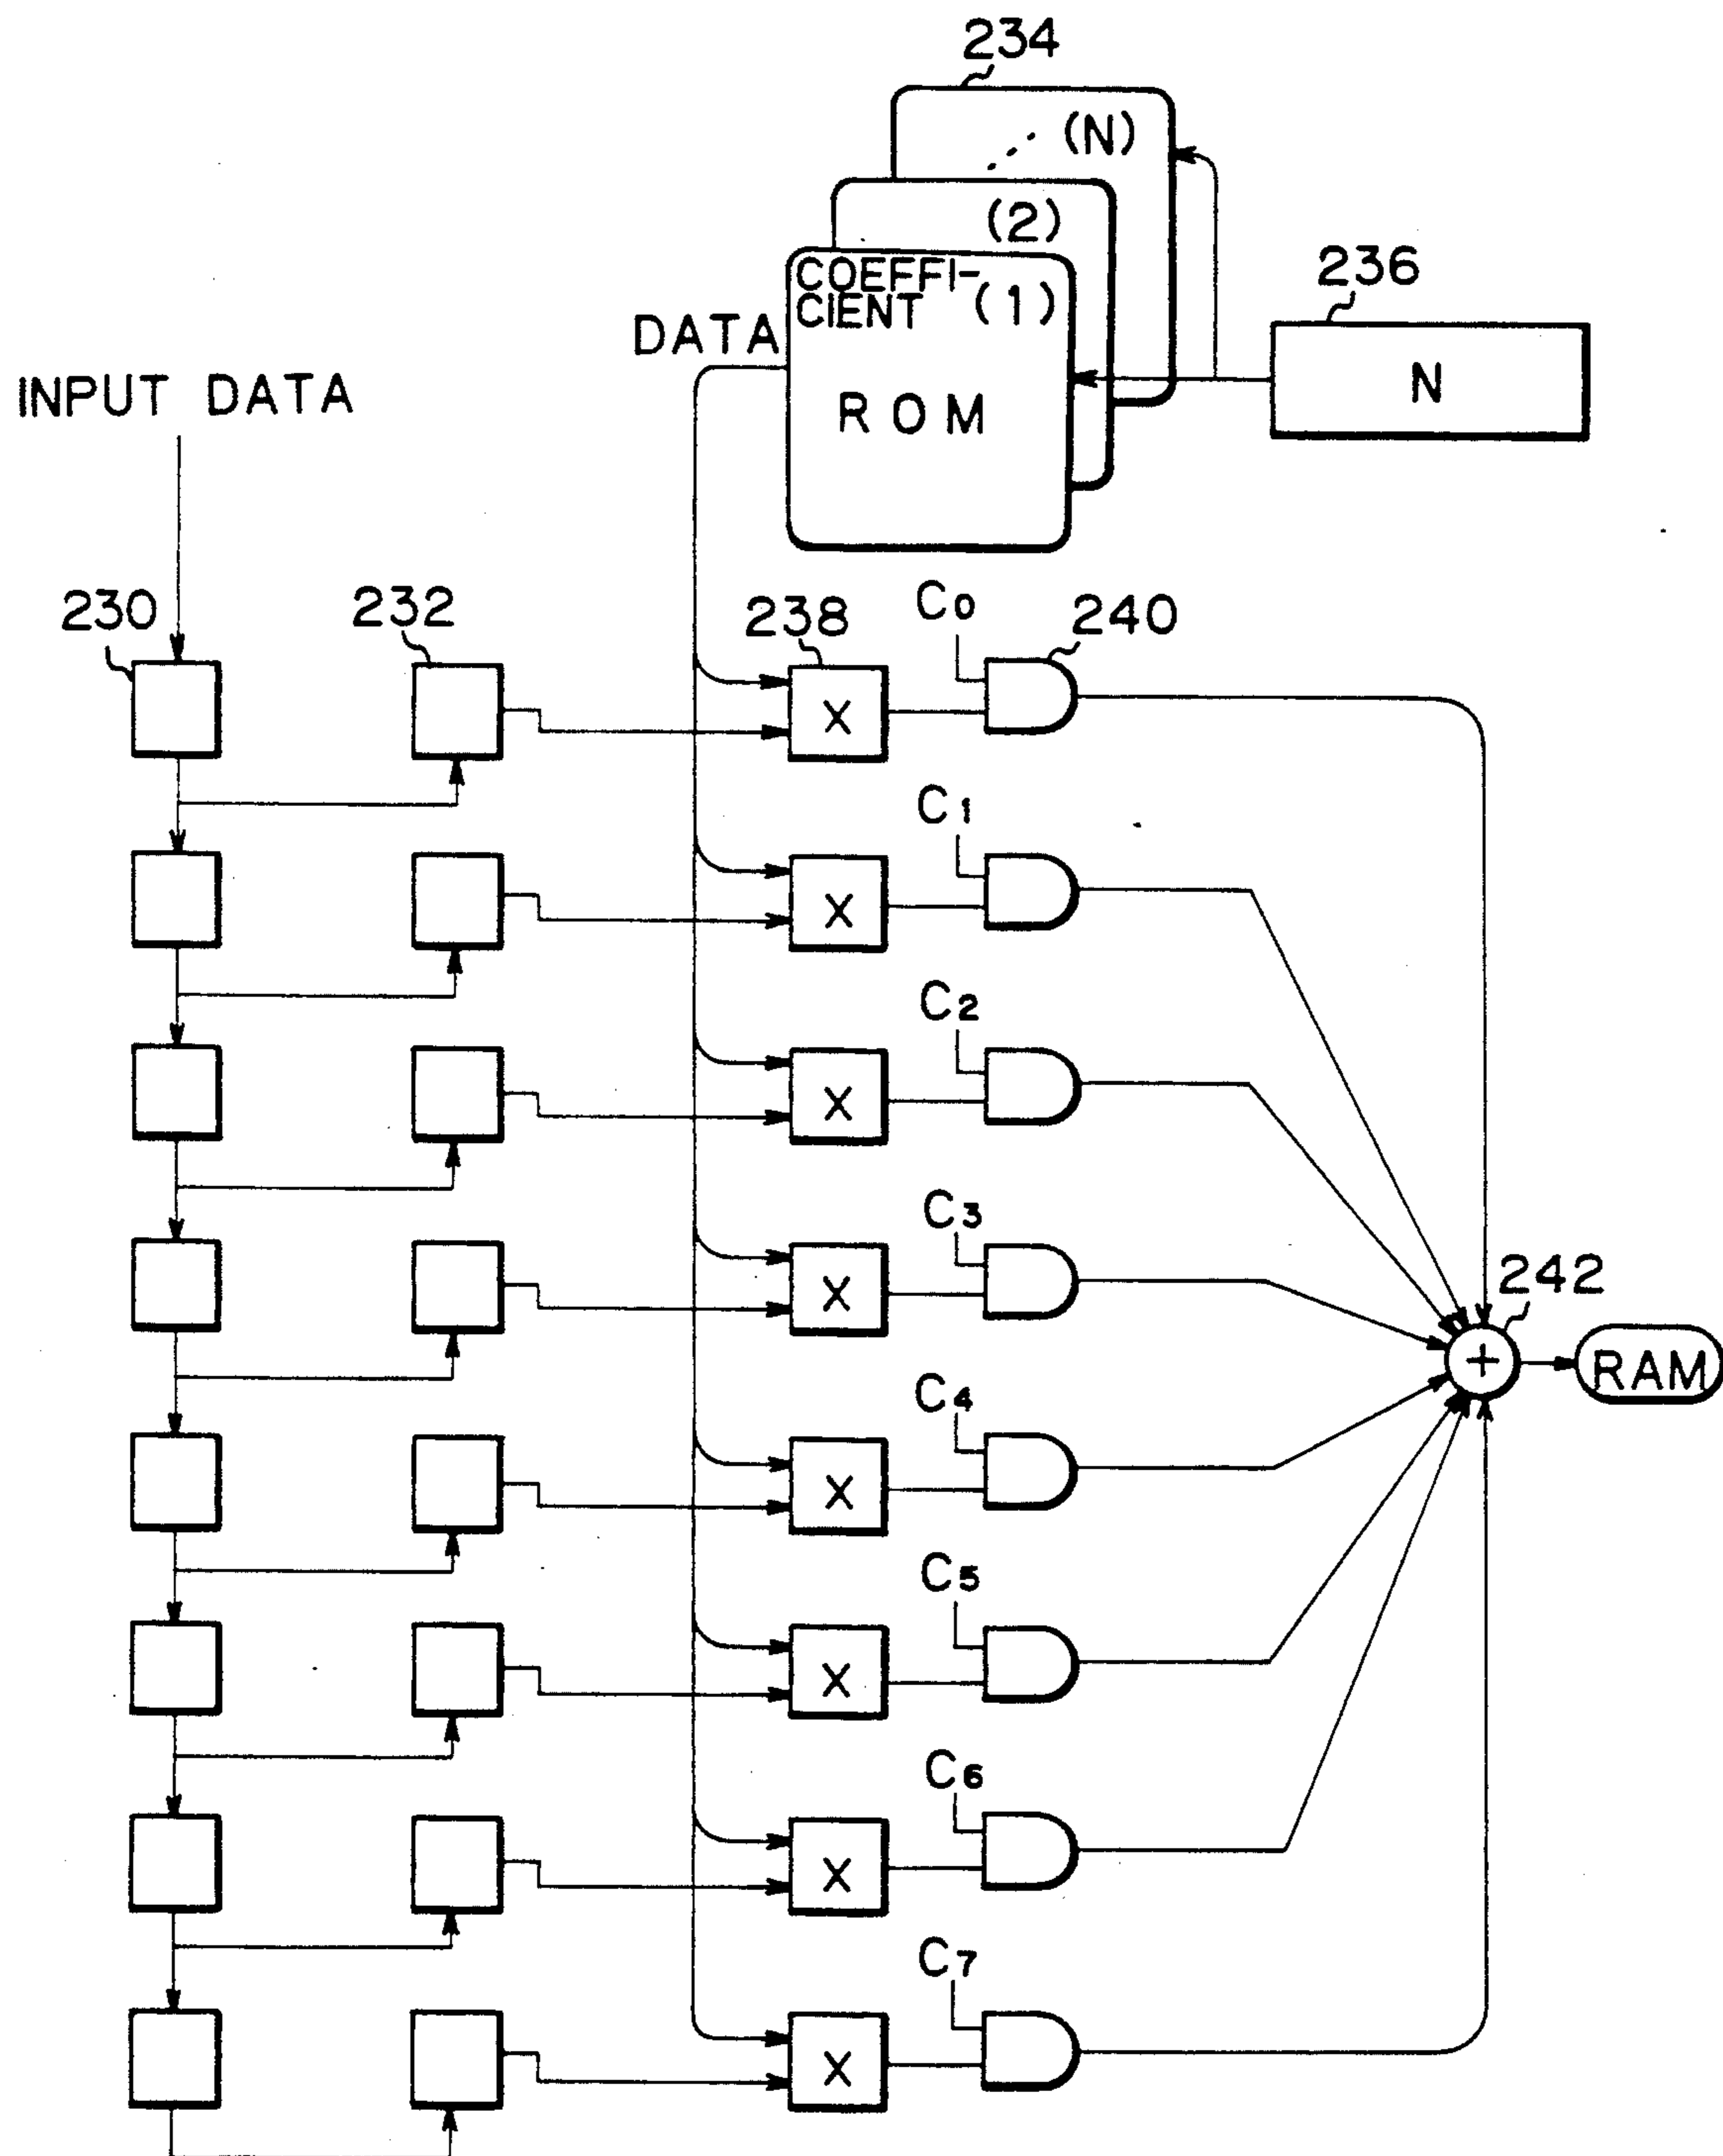 234
(N)
(2)
COEFFI-
CIENT (1)
ROM
236
N
DATA
INPUT DATA
230
232
238
C0
240
X
C1
X
C2
X
C3
X
242
+
RAM
C4
X
C5
X
C6
X
C7
X